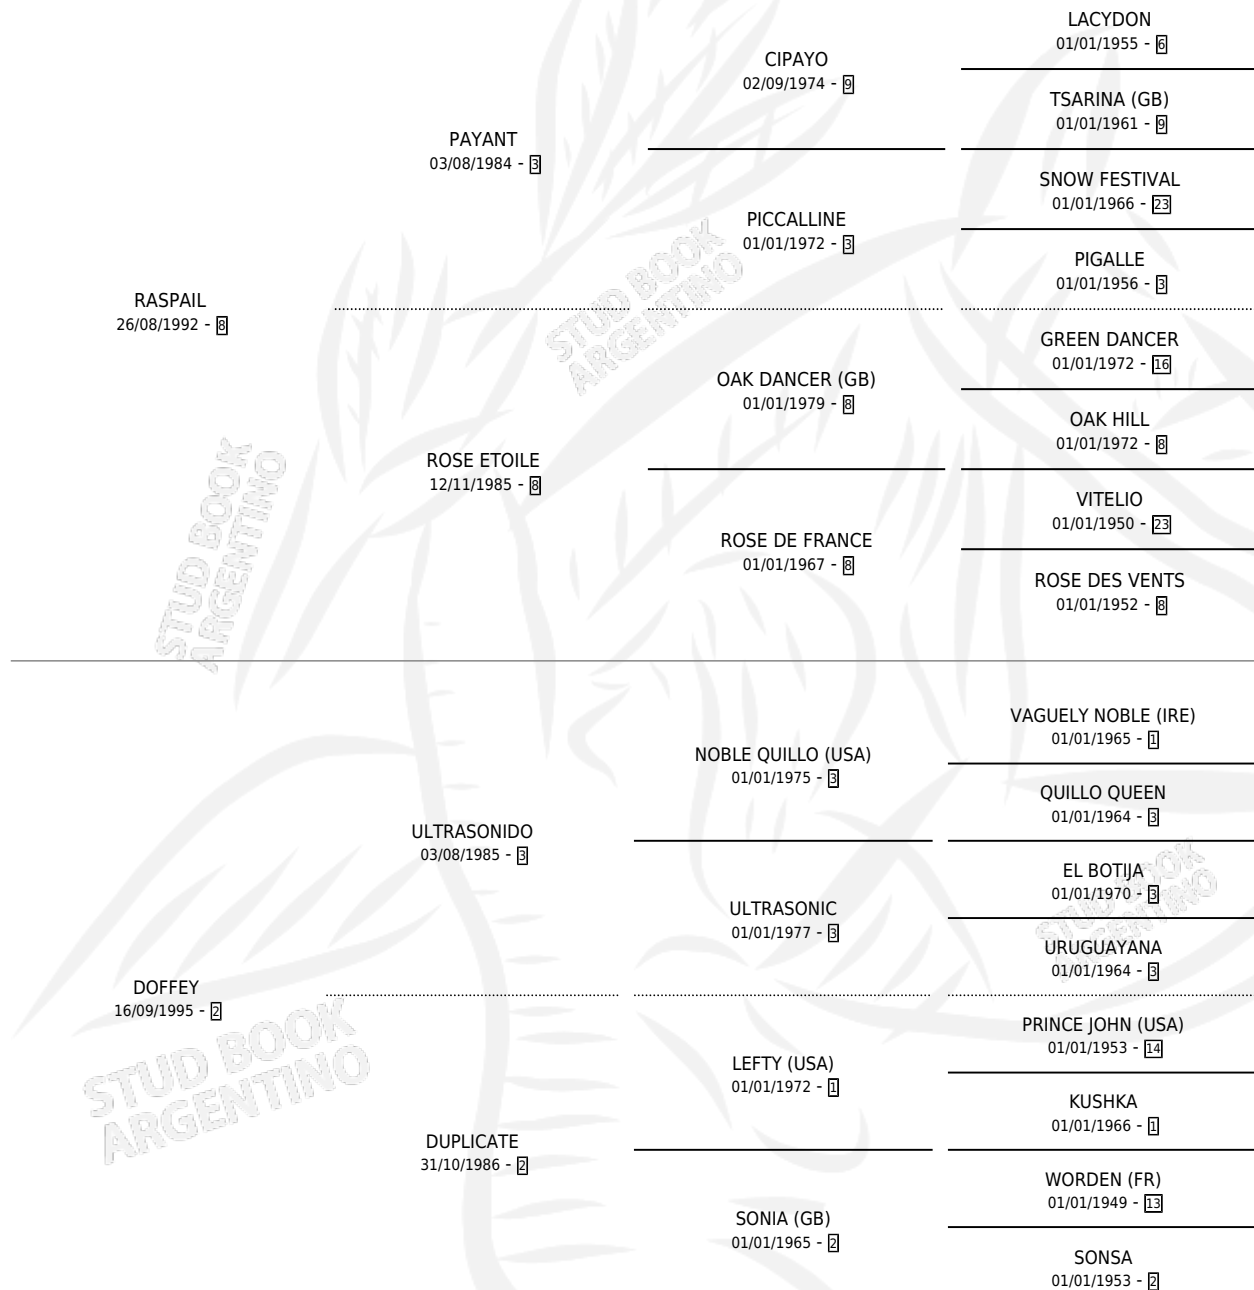 LACYDON
01/01/1955 - 6
CIPAYO
02/09/1974 - 9
TSARINA (GB)
01/01/1961 - 9
PAYANT
03/08/1984 - 3
SNOW FESTIVAL
01/01/1966 - 23
PICCALLINE
01/01/1972 - 3
PIGALLE
01/01/1956 - 3
RASPAIL
26/08/1992 - 8
GREEN DANCER
01/01/1972 - 16
OAK DANCER (GB)
01/01/1979 - 8
OAK HILL
01/01/1972 - 8
ROSE ETOILE
12/11/1985 - 8
VITELIO
01/01/1950 - 23
ROSE DE FRANCE
01/01/1967 - 8
ROSE DES VENTS
01/01/1952 - 8
STUD BOOK
ARGENTINO
STUD BOOK
ARGENTINO
VAGUELY NOBLE (IRE)
01/01/1965 - 1
NOBLE QUILLO (USA)
01/01/1975 - 3
QUILLO QUEEN
01/01/1964 - 3
ULTRASONIDO
03/08/1985 - 3
EL BOTIJA
01/01/1970 - 3
ULTRASONIC
01/01/1977 - 3
URUGUAYANA
01/01/1964 - 3
STUD BOOK
ARGENTINO
DOFFEY
16/09/1995 - 2
PRINCE JOHN (USA)
01/01/1953 - 14
LEFTY (USA)
01/01/1972 - 1
KUSHKA
01/01/1966 - 1
DUPLICATE
31/10/1986 - 2
WORDEN (FR)
01/01/1949 - 13
SONIA (GB)
01/01/1965 - 2
SONSA
01/01/1953 - 2
STUD BOOK
ARGENTINO